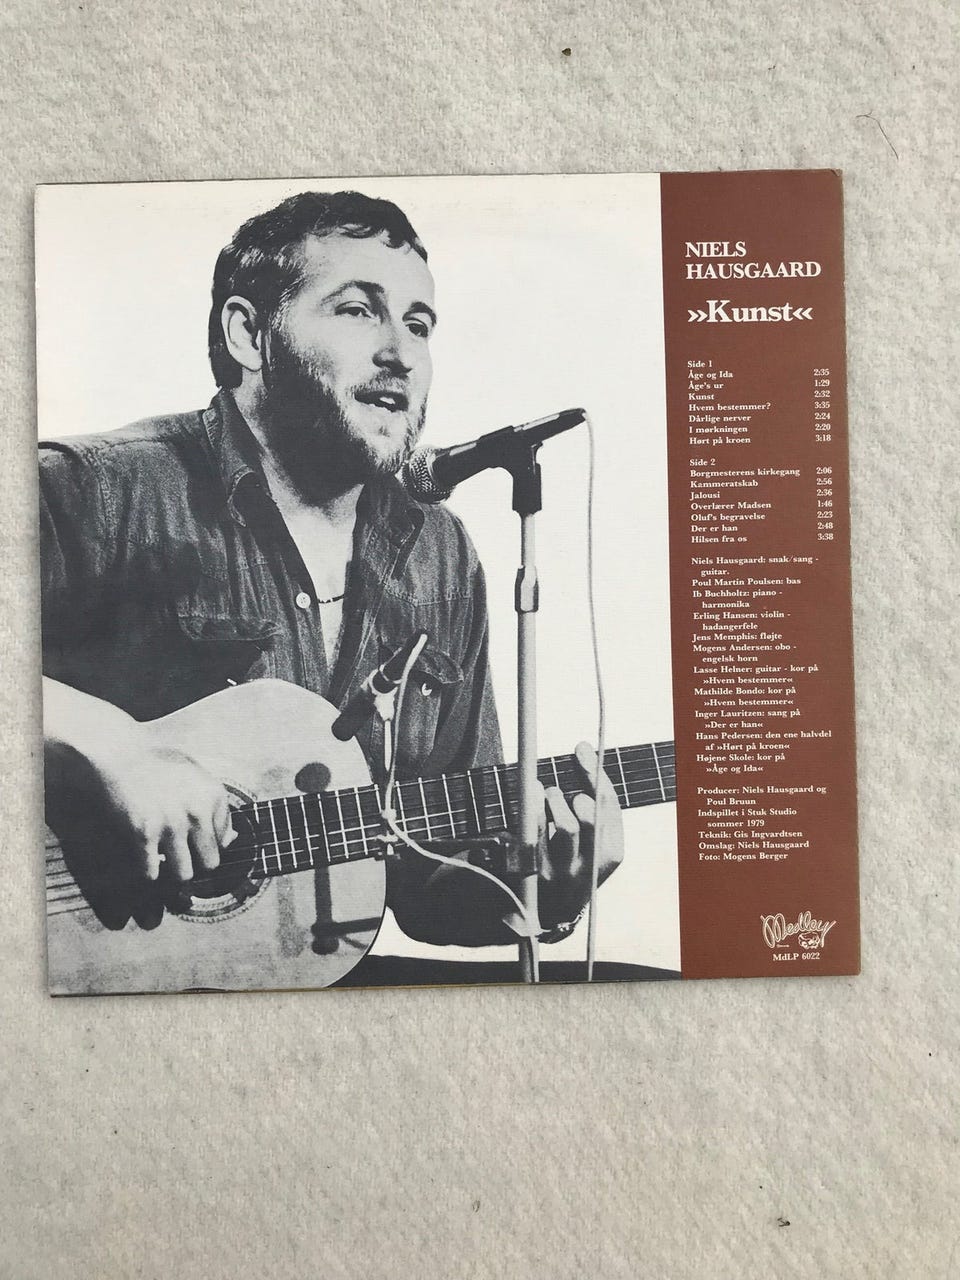 NIELS
HAUSGAARD
»Kunst«
Side 1
Åge og Ida 2:35
Åge's ur 1:29
Kunst 2:32
Hvem bestemmer? 3:35
Dårlige nerver 2:24
I mørkningen 2:20
Hørt på kroen 3:18
Side 2
Borgmesterens kirkegang 2:06
Kammeratskab 2:56
Jalousi 2:36
Overlærer Madsen 1:46
Oluf's begravelse 2:23
Der er han 2:48
Hilsen fra os 3:38
Niels Hausgaard: snak/sang -
guitar.
Poul Martin Poulsen: bas
Ib Buchholtz: piano -
harmonika
Erling Hansen: violin -
hadangerfele
Jens Memphis: fløjte
Mogens Andersen: obo -
engelsk horn
Lasse Helner: guitar - kor på
»Hvem bestemmer«
Mathilde Bondo: kor på
»Hvem bestemmer«
Inger Lauritzen: sang på
»Der er han«
Hans Pedersen: den ene halvdel
af »Hørt på kroen«
Højene Skole: kor på
»Åge og Ida«
Producer: Niels Hausgaard og
Poul Bruun
Indspillet i Stuk Studio
sommer 1979
Teknik: Gis Ingvardtsen
Omslag: Niels Hausgaard
Foto: Mogens Berger
Medley
MdLP 6022